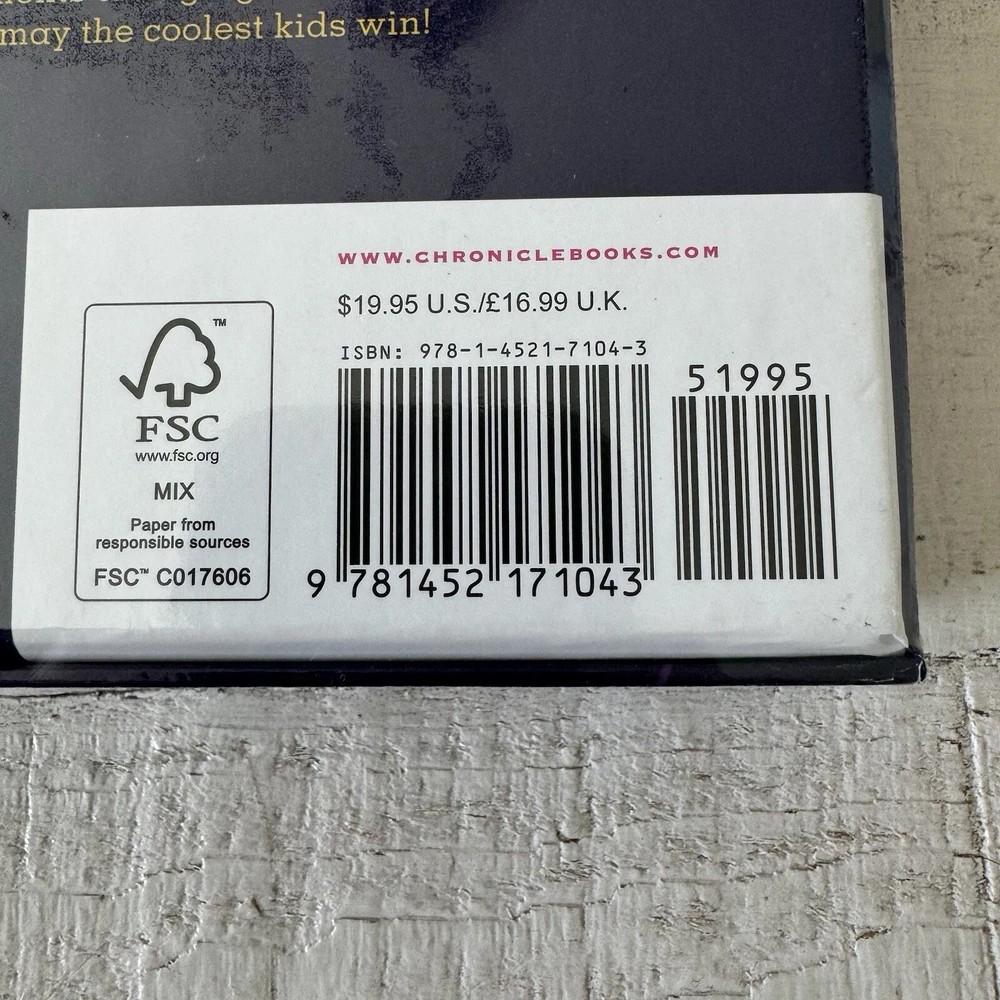 may the coolest kids win!
WWW.CHRONICLEBOOKS.COM
$19.95 U.S./£16.99 U.K.
ISBN: 978-1-4521-7104-3
51995
9 781452 171043
TM
FSC
www.fsc.org
MIX
Paper from
responsible sources
FSC™ C017606